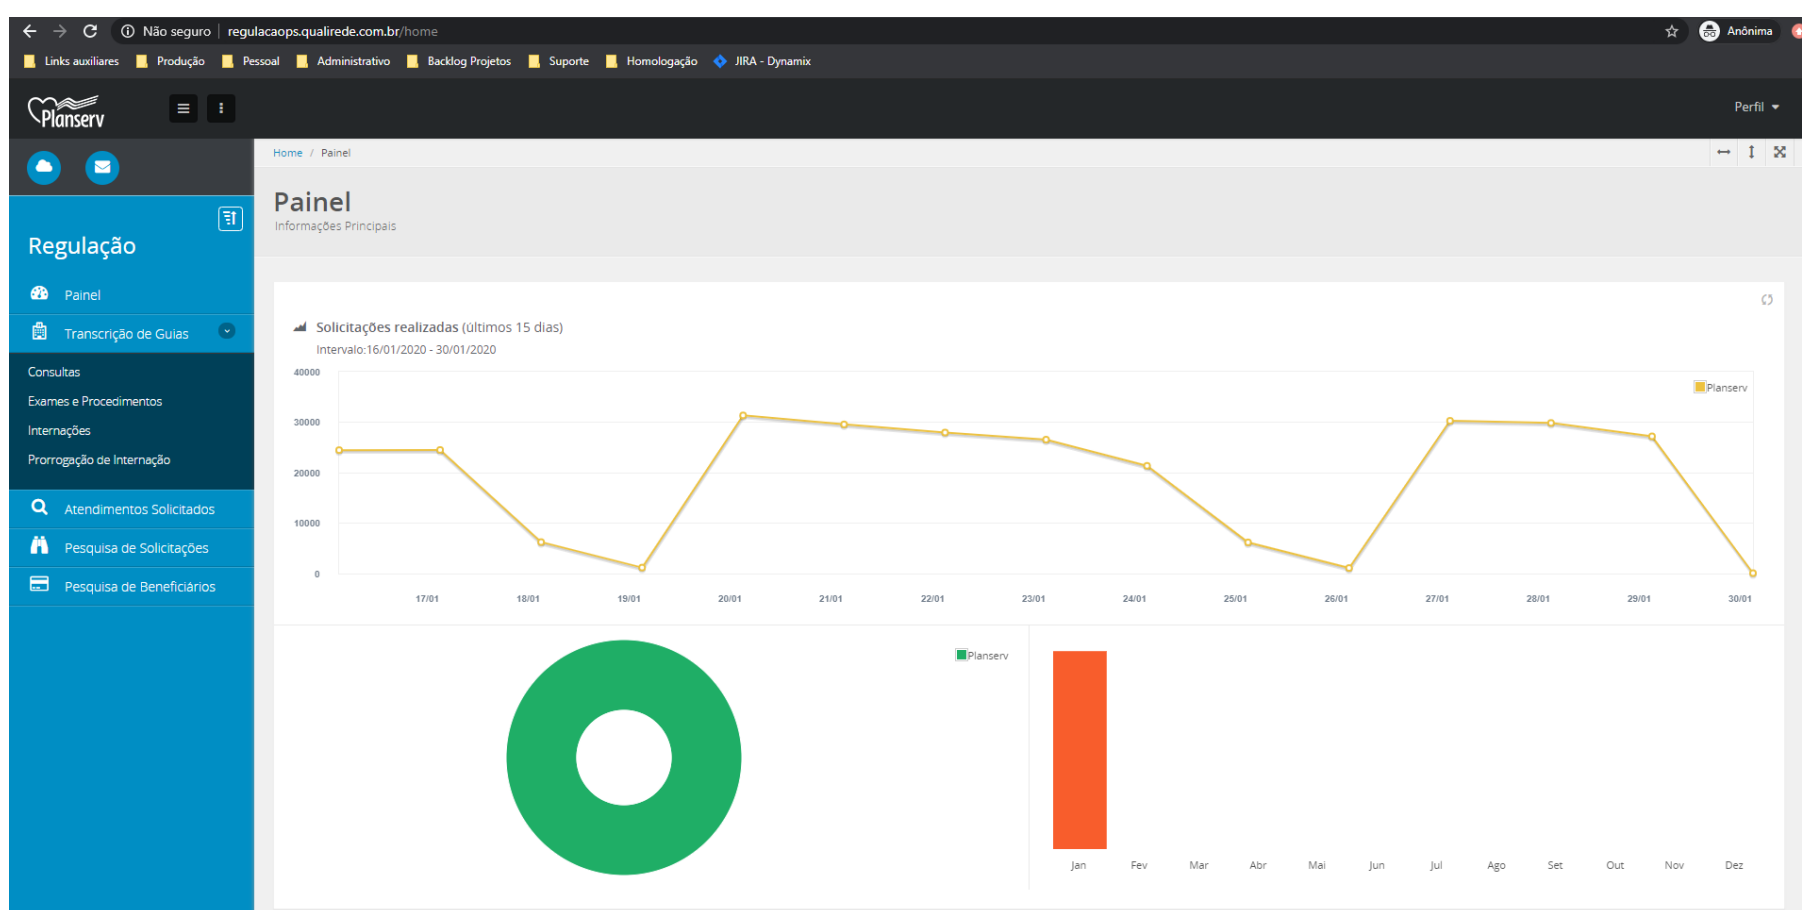 Não seguro | regulacaops.qualirede.com.br/home
Anônima
Links auxiliares
Produção
Pessoal
Administrativo
Backlog Projetos
Suporte
Homologação
JIRA - Dynamix
Planserv
Perfil
Home / Painel
Painel
Informações Principais
Regulação
Painel
Transcrição de Guias
Consultas
Exames e Procedimentos
Internações
Prorrogação de Internação
Atendimentos Solicitados
Pesquisa de Solicitações
Pesquisa de Beneficiários
Solicitações realizadas (últimos 15 dias)
Intervalo:16/01/2020 - 30/01/2020
Planserv
40000
30000
20000
10000
0
17/01 18/01 19/01 20/01 21/01 22/01 23/01 24/01 25/01 26/01 27/01 28/01 29/01 30/01
Planserv
Jan Fev Mar Abr Mai Jun Jul Ago Set Out Nov Dez